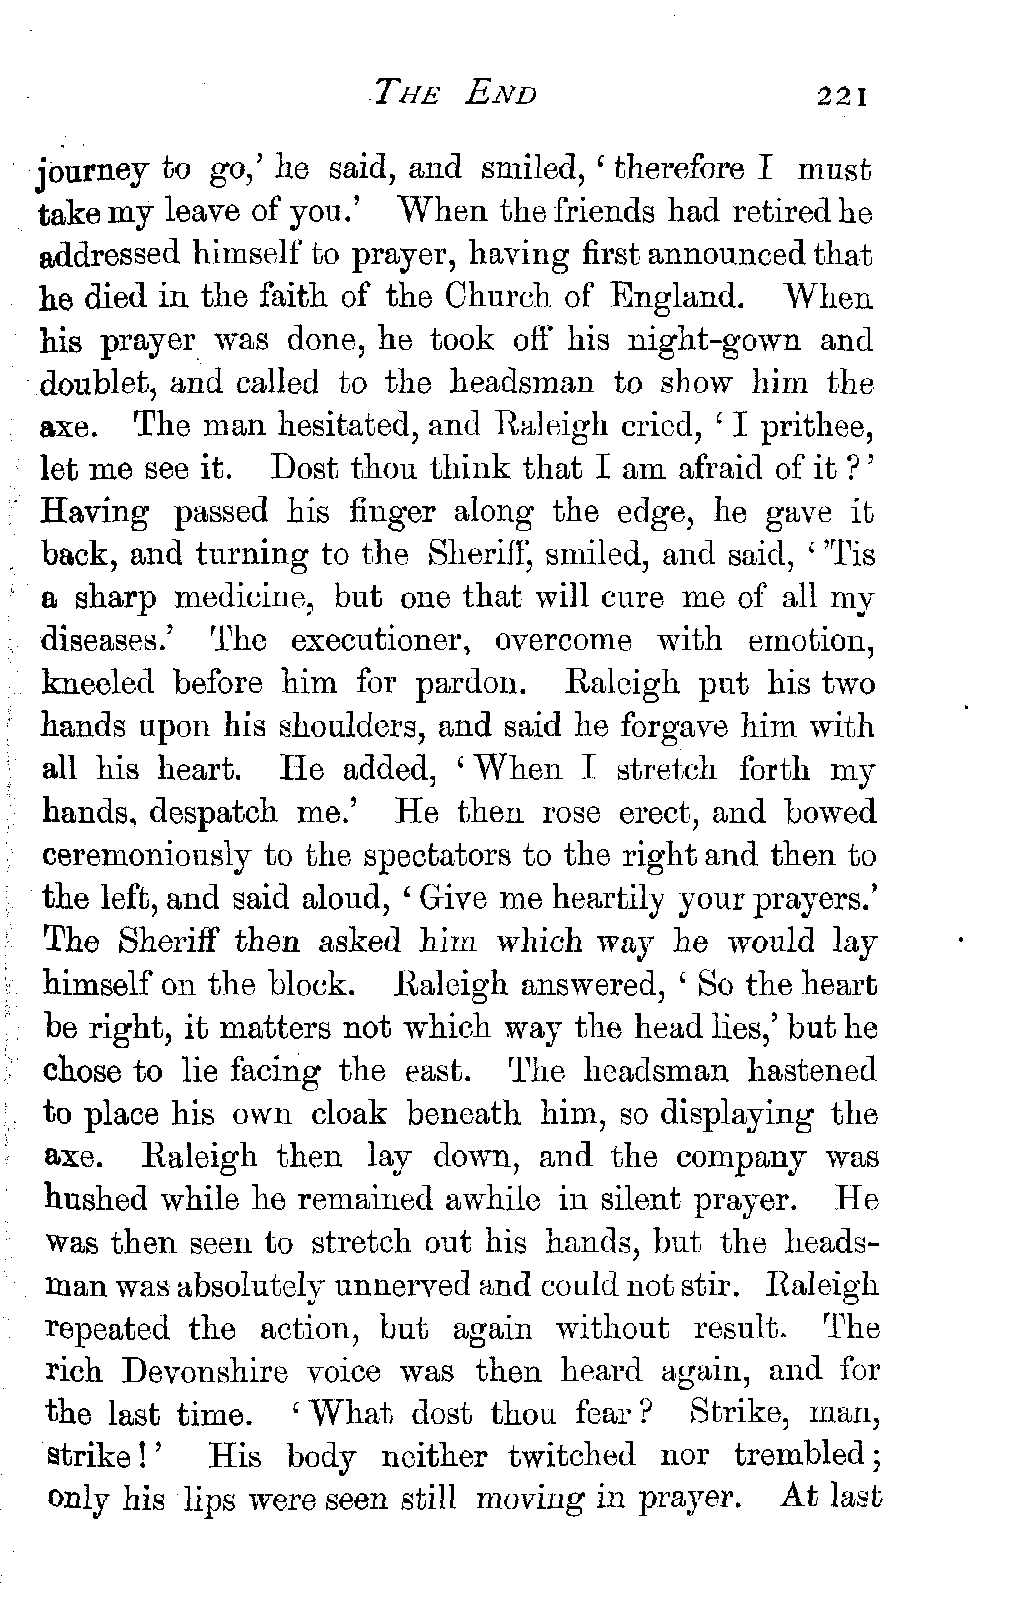 THE END 221
journey to go,’ he said, and smiled, ‘ therefore I must
take my leave of you.’ When the friends had retired he
addressed himself to prayer, having first announced that
he died in the faith of the Church of England. When
his prayer was done, he took off his night-gown and
doublet, and called to the headsman to show him the
axe. The man hesitated, and Raleigh cried, ‘ I prithee,
let me see it. Dost thou think that I am afraid of it ? ’
Having passed his finger along the edge, he gave it
back, and turning to the Sheriff, smiled, and said, ‘ ’Tis
a sharp medicine, but one that will cure me of all my
diseases.’ The executioner, overcome with emotion,
kneeled before him for pardon. Raleigh put his two
hands upon his shoulders, and said he forgave him with
all his heart. He added, ‘ When I stretch forth my
hands, despatch me.’ He then rose erect, and bowed
ceremoniously to the spectators to the right and then to
the left, and said aloud, ‘ Give me heartily your prayers.’
The Sheriff then asked him which way he would lay
himself on the block. Raleigh answered, ‘ So the heart
be right, it matters not which way the head lies,’ but he
chose to lie facing the east. The headsman hastened
to place his own cloak beneath him, so displaying the
axe. Raleigh then lay down, and the company was
hushed while he remained awhile in silent prayer. He
was then seen to stretch out his hands, but the heads-
man was absolutely unnerved and could not stir. Raleigh
repeated the action, but again without result. The
rich Devonshire voice was then heard again, and for
the last time. ‘ What dost thou fear ? Strike, man,
strike ! ’ His body neither twitched nor trembled ;
only his lips were seen still moving in prayer. At last